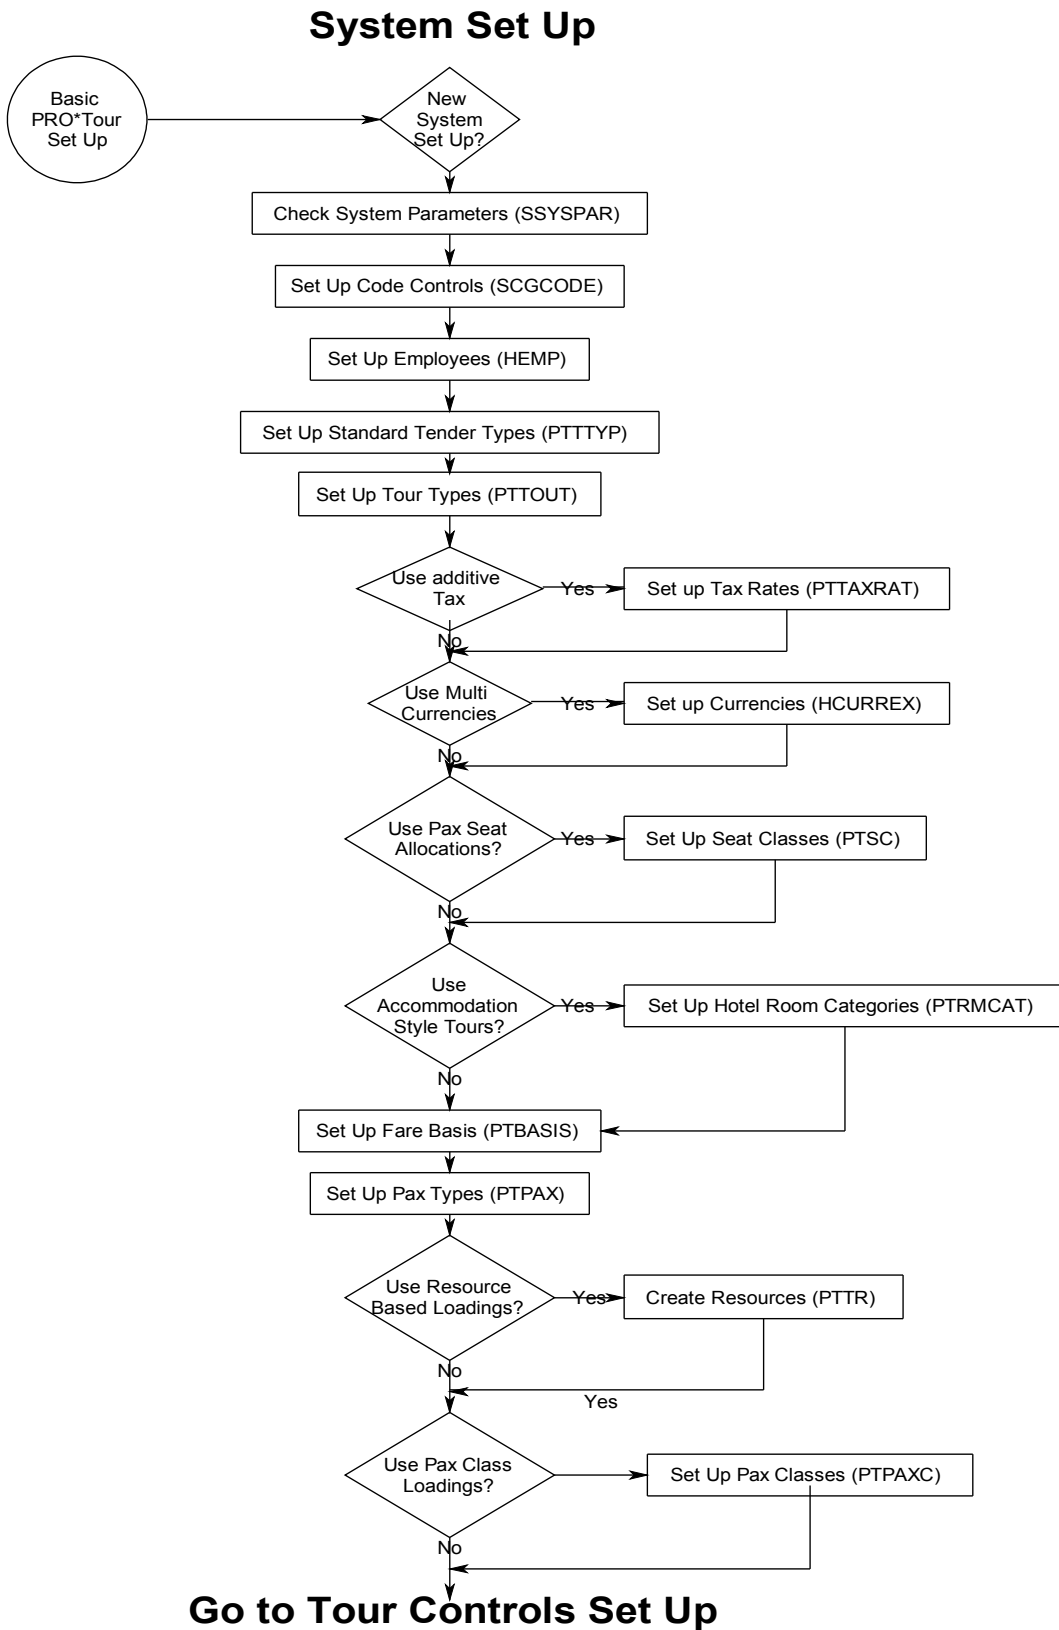 System Set Up
Basic
PRO*Tour
Set Up
New
System
Set Up?
Check System Parameters (SSYSPAR)
Set Up Code Controls (SCGCODE)
Set Up Employees (HEMP)
Set Up Standard Tender Types (PTTTYP)
Set Up Tour Types (PTTOUT)
Use additive
Tax
Yes
Set up Tax Rates (PTTAXRAT)
No
Use Multi
Currencies
Yes
Set up Currencies (HCURREX)
No
Use Pax Seat
Allocations?
Yes
Set Up Seat Classes (PTSC)
No
Use
Accommodation
Style Tours?
Yes
Set Up Hotel Room Categories (PTRMCAT)
No
Set Up Fare Basis (PTBASIS)
Set Up Pax Types (PTPAX)
Use Resource
Based Loadings?
Yes
Create Resources (PTTR)
No
Yes
Use Pax Class
Loadings?
Set Up Pax Classes (PTPAXC)
No
Go to Tour Controls Set Up